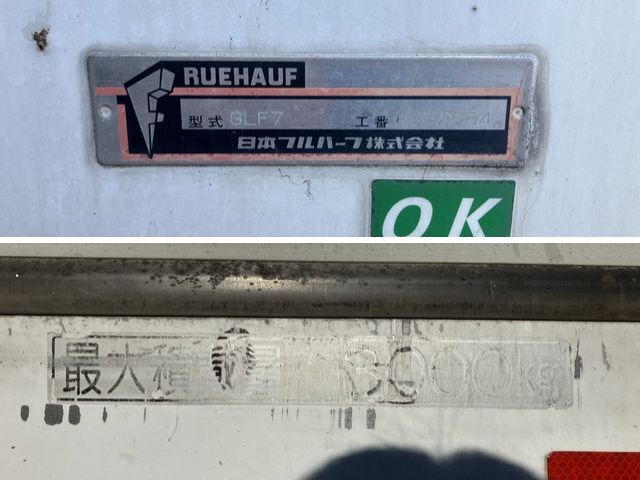 RUEHAUF
型式 GLF7 工番
日本フルハーフ株式会社
OK
最大積載量 3000kg